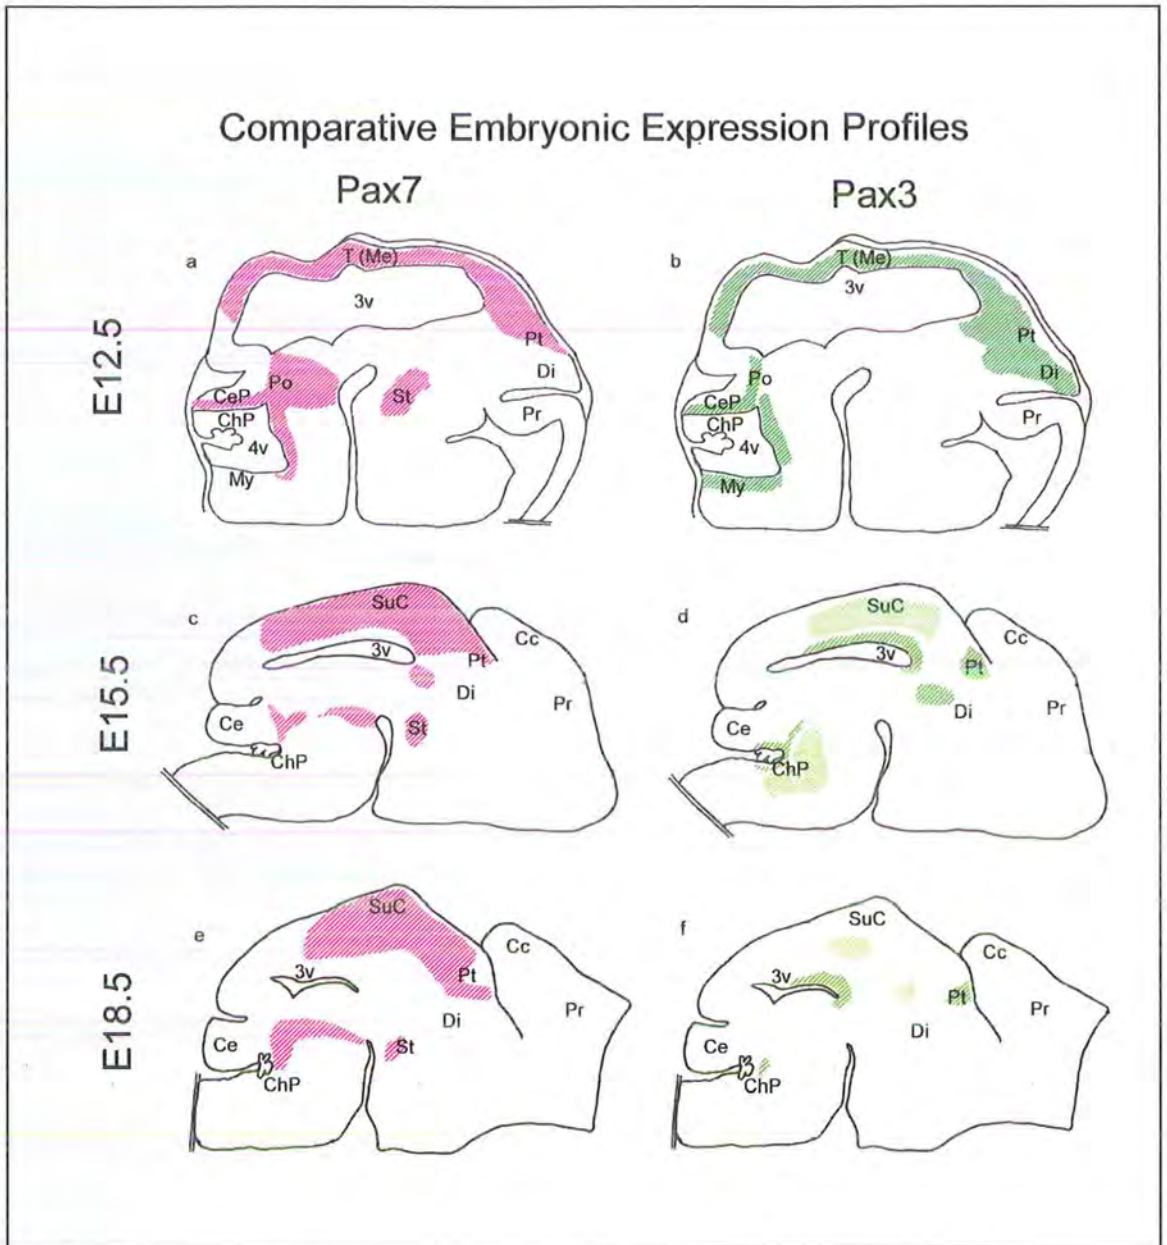 Comparative Embryonic Expression Profiles
Pax7
Pax3
E12.5
a
T (Me)
3v
Pt
Di
Po
St
CeP
ChP
4v
Pr
My
b
T (Me)
3v
Pt
Di
Po
CeP
ChP
4v
Pr
My
E15.5
c
SuC
3v
Cc
Pt
Di
Pr
Ce
St
ChP
d
SuC
3v
Cc
Pt
Di
Pr
Ce
ChP
E18.5
e
SuC
Cc
3v
Pt
Di
Pr
Ce
St
ChP
f
SuC
Cc
3v
Pt
Di
Pr
Ce
ChP